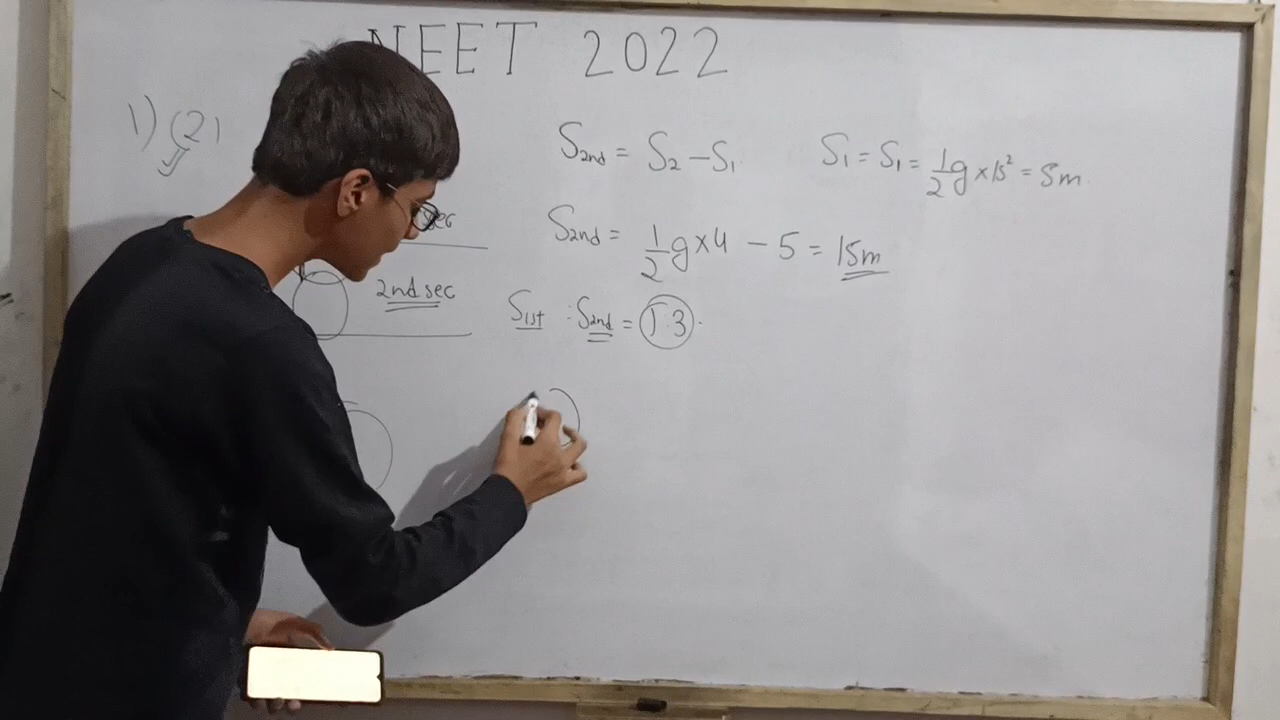 NEET 2022
1) (2)
S2nd = S2 - S1
S1 = S1 = 1/2 g × 1s² = 5m
sec
S2nd = 1/2 g × 4 - 5 = 15m
2nd sec
S1st : S2nd = 1:3